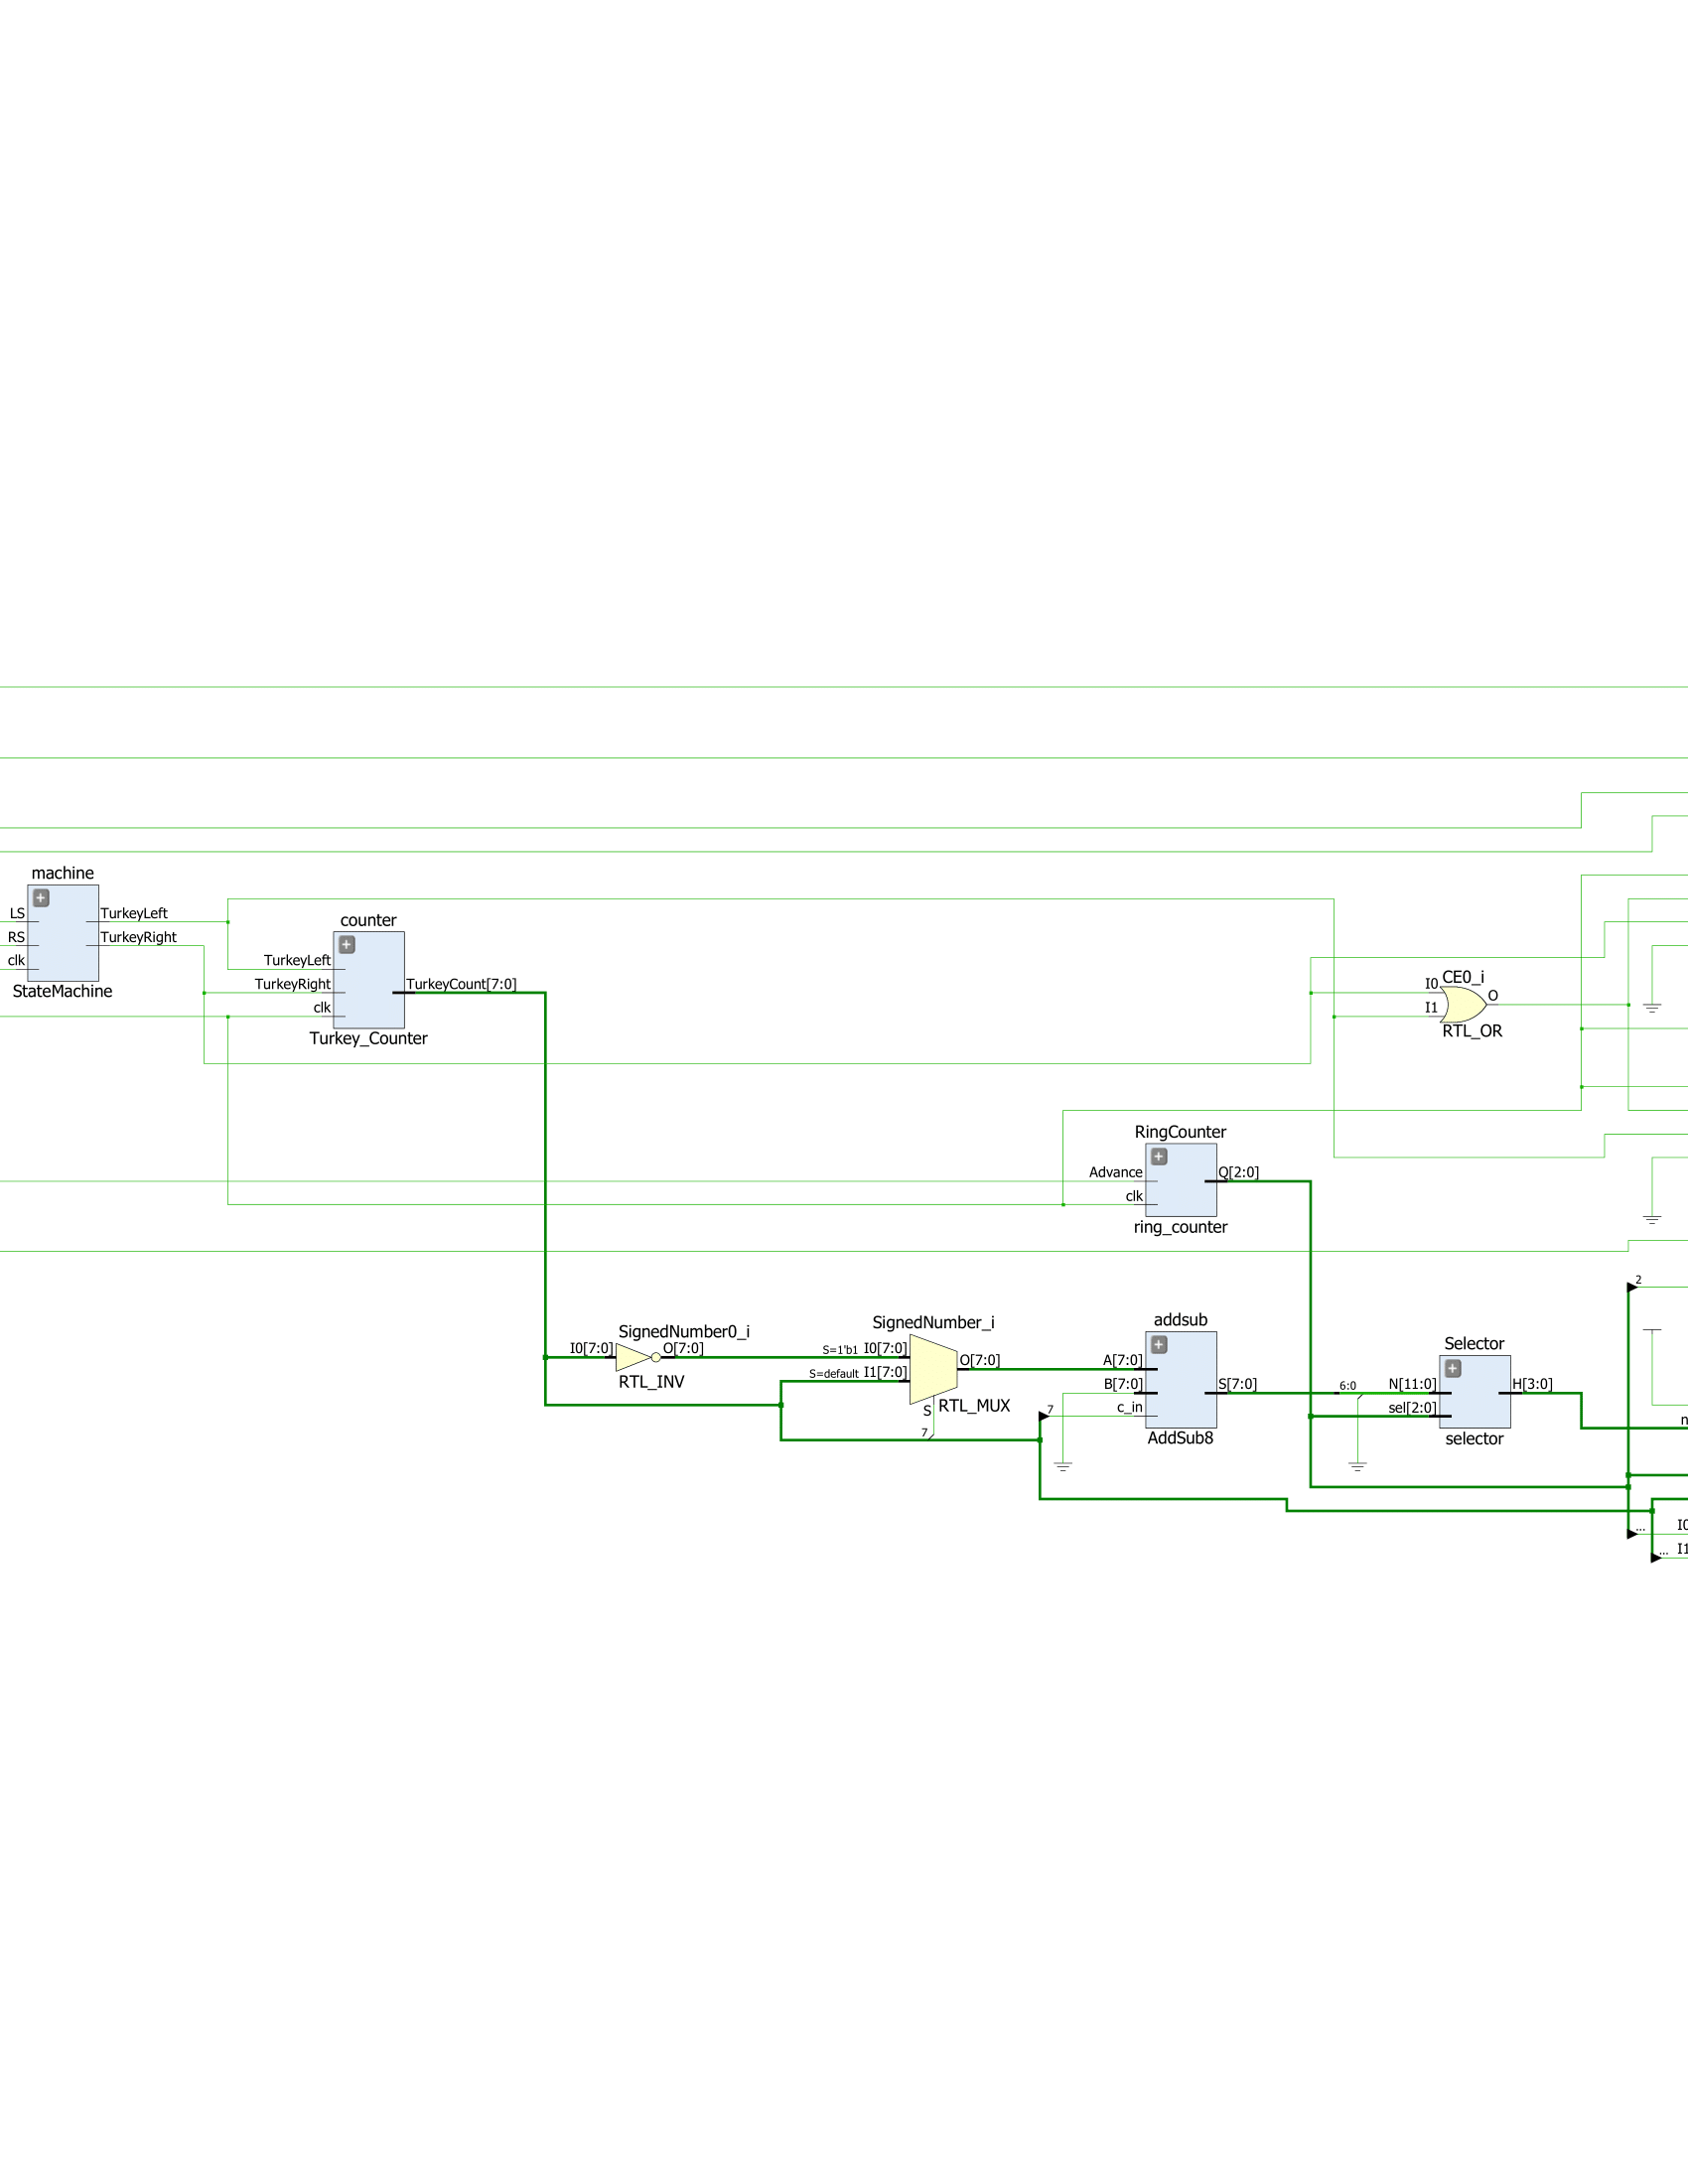 machine
LS
RS
clk
TurkeyLeft
TurkeyRight
StateMachine
counter
TurkeyLeft
TurkeyRight
clk
TurkeyCount[7:0]
Turkey_Counter
CE0_i
I0
I1
O
RTL_OR
RingCounter
Advance
clk
Q[2:0]
ring_counter
SignedNumber0_i
I0[7:0]
O[7:0]
RTL_INV
SignedNumber_i
S=1'b1 I0[7:0]
S=default I1[7:0]
O[7:0]
S
RTL_MUX
7
7
addsub
A[7:0]
B[7:0]
c_in
S[7:0]
AddSub8
6:0
Selector
N[11:0]
sel[2:0]
H[3:0]
selector
2
n
... I0
... I1